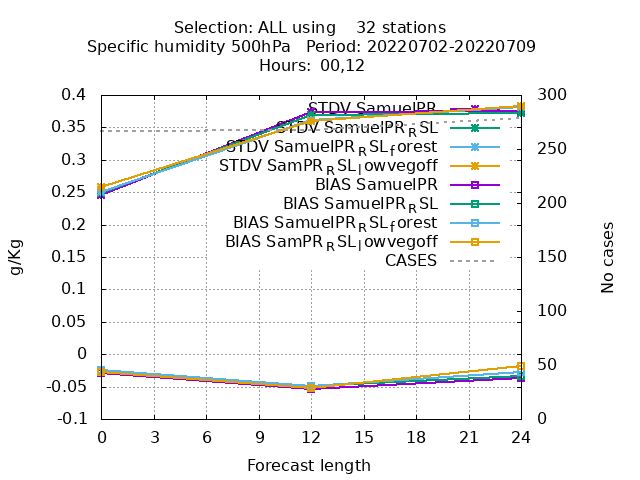 Selection: ALL using    32 stations
Specific humidity 500hPa   Period: 20220702-20220709
Hours:  00,12
0.4
0.35
0.3
0.25
0.2
0.15
0.1
0.05
0
-0.05
-0.1
g/Kg
STDV SamuelPR
STDV SamuelPR_RSL
STDV SamuelPR_RSL_forest
STDV SamPR_RSL_lowvegoff
BIAS SamuelPR
BIAS SamuelPR_RSL
BIAS SamuelPR_RSL_forest
BIAS SamPR_RSL_lowvegoff
CASES
300
250
200
150
100
50
0
No cases
0 3 6 9 12 15 18 21 24
Forecast length